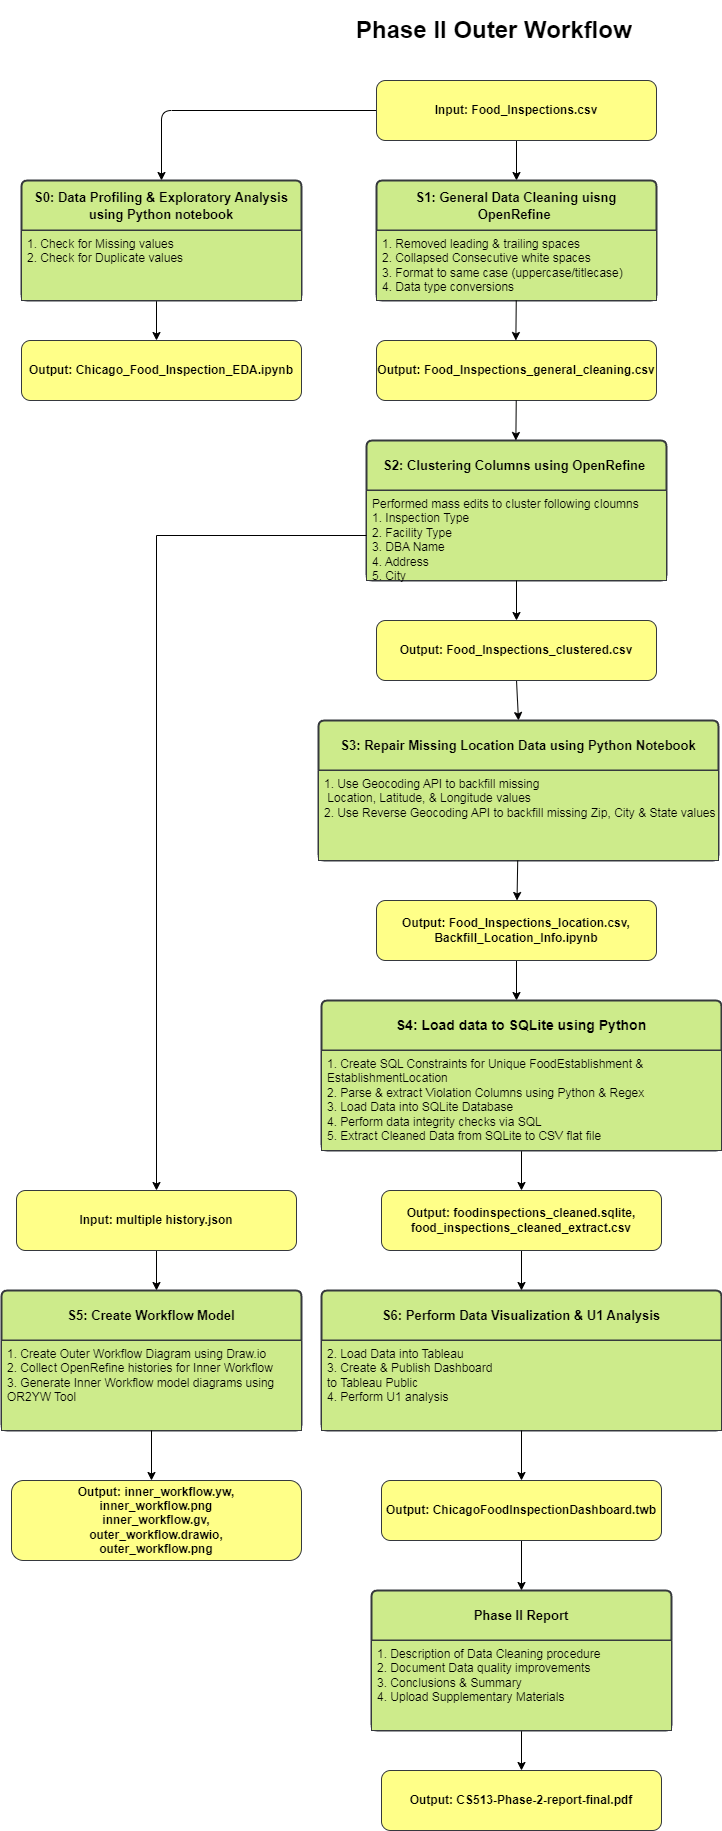 Phase II Outer Workflow
Input: Food_Inspections.csv
S0: Data Profiling & Exploratory Analysis
using Python notebook
1. Check for Missing values
2. Check for Duplicate values
S1: General Data Cleaning uisng
OpenRefine
1. Removed leading & trailing spaces
2. Collapsed Consecutive white spaces
3. Format to same case (uppercase/titlecase)
4. Data type conversions
Output: Chicago_Food_Inspection_EDA.ipynb
Output: Food_Inspections_general_cleaning.csv
S2: Clustering Columns using OpenRefine
Performed mass edits to cluster following cloumns
1. Inspection Type
2. Facility Type
3. DBA Name
4. Address
5. City
Output: Food_Inspections_clustered.csv
S3: Repair Missing Location Data using Python Notebook
1. Use Geocoding API to backfill missing
Location, Latitude, & Longitude values
2. Use Reverse Geocoding API to backfill missing Zip, City & State values
Output: Food_Inspections_location.csv,
Backfill_Location_Info.ipynb
S4: Load data to SQLite using Python
1. Create SQL Constraints for Unique FoodEstablishment &
EstablishmentLocation
2. Parse & extract Violation Columns using Python & Regex
3. Load Data into SQLite Database
4. Perform data integrity checks via SQL
5. Extract Cleaned Data from SQLite to CSV flat file
Input: multiple history.json
Output: foodinspections_cleaned.sqlite,
food_inspections_cleaned_extract.csv
S5: Create Workflow Model
1. Create Outer Workflow Diagram using Draw.io
2. Collect OpenRefine histories for Inner Workflow
3. Generate Inner Workflow model diagrams using
OR2YW Tool
S6: Perform Data Visualization & U1 Analysis
2. Load Data into Tableau
3. Create & Publish Dashboard
to Tableau Public
4. Perform U1 analysis
Output: inner_workflow.yw,
inner_workflow.png
inner_workflow.gv,
outer_workflow.drawio,
outer_workflow.png
Output: ChicagoFoodInspectionDashboard.twb
Phase II Report
1. Description of Data Cleaning procedure
2. Document Data quality improvements
3. Conclusions & Summary
4. Upload Supplementary Materials
Output: CS513-Phase-2-report-final.pdf